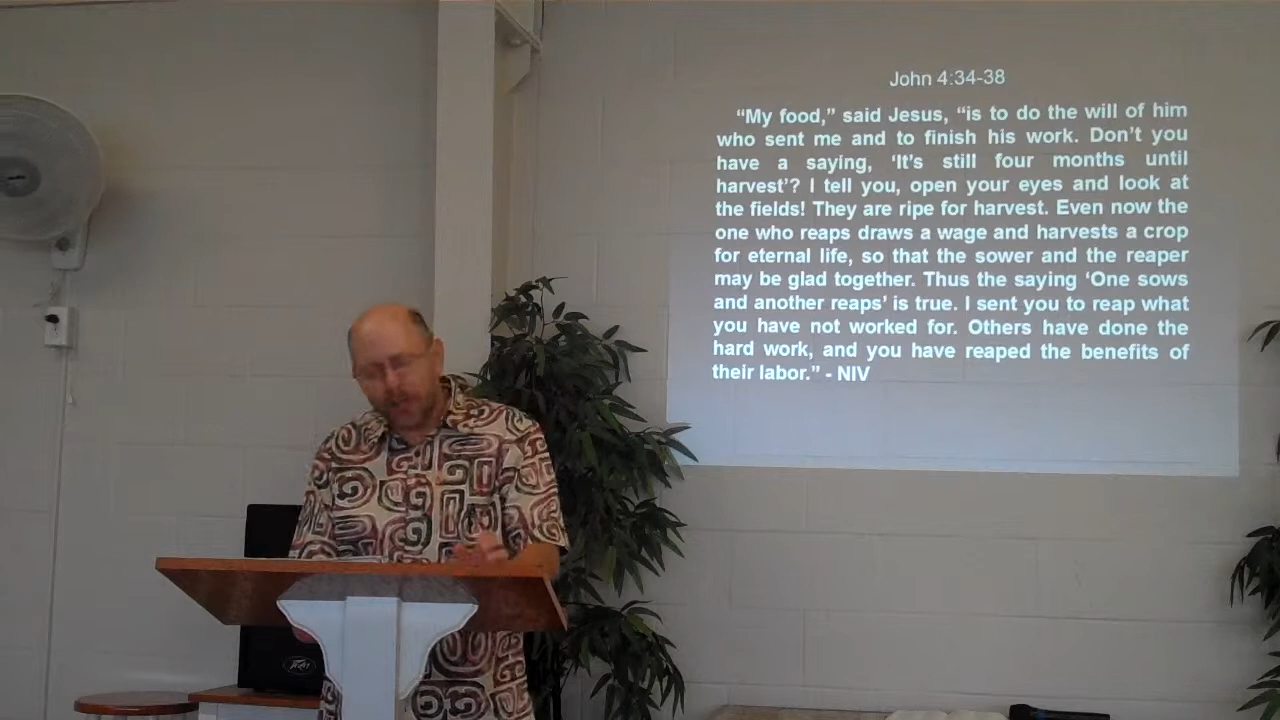 John 4:34-38
“My food,” said Jesus, “is to do the will of him
who sent me and to finish his work. Don’t you
have a saying, ‘It’s still four months until
harvest’? I tell you, open your eyes and look at
the fields! They are ripe for harvest. Even now the
one who reaps draws a wage and harvests a crop
for eternal life, so that the sower and the reaper
may be glad together. Thus the saying ‘One sows
and another reaps’ is true. I sent you to reap what
you have not worked for. Others have done the
hard work, and you have reaped the benefits of
their labor.” - NIV